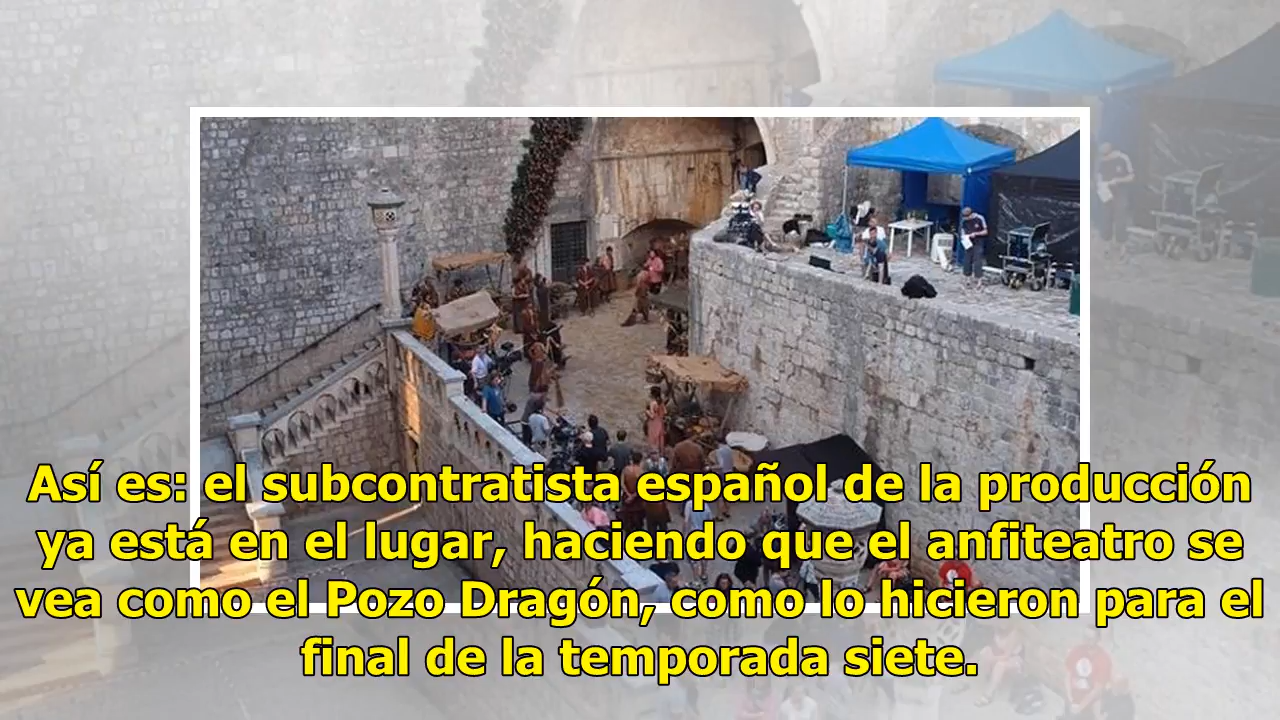 Así es: el subcontratista español de la producción
ya está en el lugar, haciendo que el anfiteatro se
vea como el Pozo Dragón, como lo hicieron para el
final de la temporada siete.